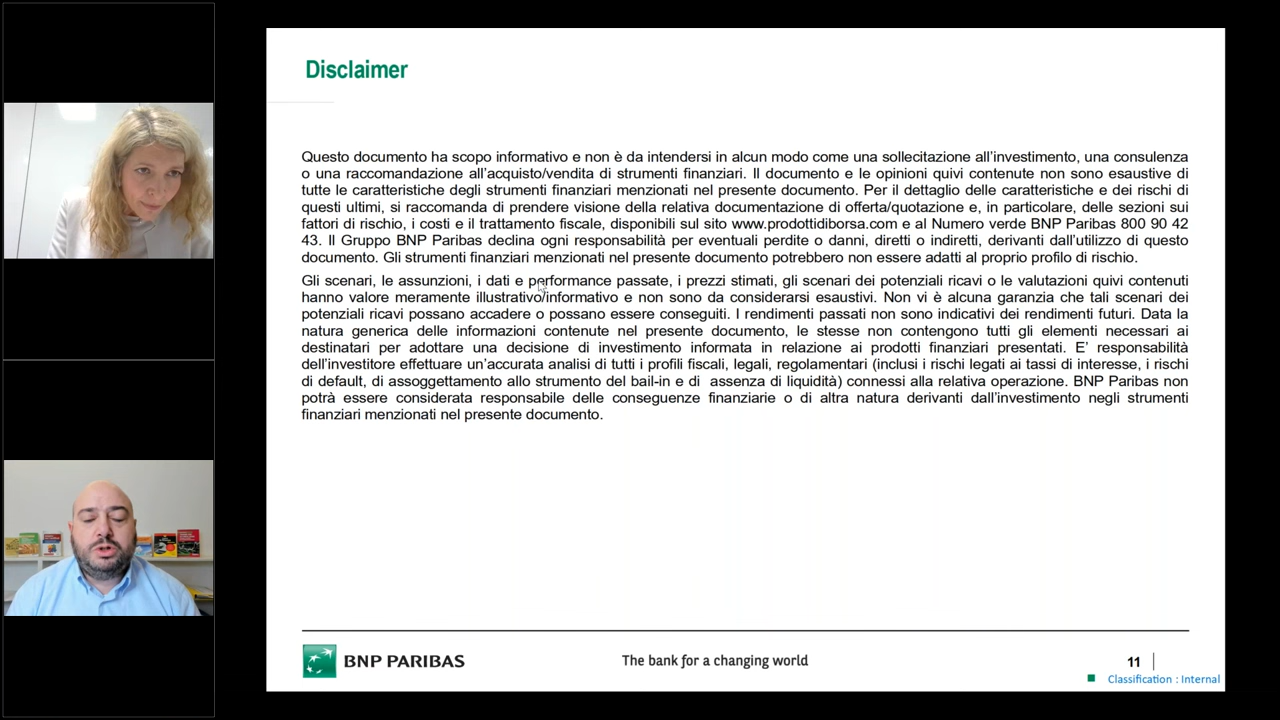 Disclaimer
Questo documento ha scopo informativo e non è da intendersi in alcun modo come una sollecitazione all'investimento, una consulenza
o una raccomandazione all'acquisto/vendita di strumenti finanziari. Il documento e le opinioni quivi contenute non sono esaustive di
tutte le caratteristiche degli strumenti finanziari menzionati nel presente documento. Per il dettaglio delle caratteristiche e dei rischi di
questi ultimi, si raccomanda di prendere visione della relativa documentazione di offerta/quotazione e, in particolare, delle sezioni sui
fattori di rischio, i costi e il trattamento fiscale, disponibili sul sito www.prodottidiborsa.com e al Numero verde BNP Paribas 800 90 42
43. Il Gruppo BNP Paribas declina ogni responsabilità per eventuali perdite o danni, diretti o indiretti, derivanti dall'utilizzo di questo
documento. Gli strumenti finanziari menzionati nel presente documento potrebbero non essere adatti al proprio profilo di rischio.
Gli scenari, le assunzioni, i dati e performance passate, i prezzi stimati, gli scenari dei potenziali ricavi o le valutazioni quivi contenuti
hanno valore meramente illustrativo/informativo e non sono da considerarsi esaustivi. Non vi è alcuna garanzia che tali scenari dei
potenziali ricavi possano accadere o possano essere conseguiti. I rendimenti passati non sono indicativi dei rendimenti futuri. Data la
natura generica delle informazioni contenute nel presente documento, le stesse non contengono tutti gli elementi necessari ai
destinatari per adottare una decisione di investimento informata in relazione ai prodotti finanziari presentati. E' responsabilità
dell'investitore effettuare un'accurata analisi di tutti i profili fiscali, legali, regolamentari (inclusi i rischi legati ai tassi di interesse, i rischi
di default, di assoggettamento allo strumento del bail-in e di assenza di liquidità) connessi alla relativa operazione. BNP Paribas non
potrà essere considerata responsabile delle conseguenze finanziarie o di altra natura derivanti dall'investimento negli strumenti
finanziari menzionati nel presente documento.
BNP PARIBAS
The bank for a changing world
11
Classification : Internal